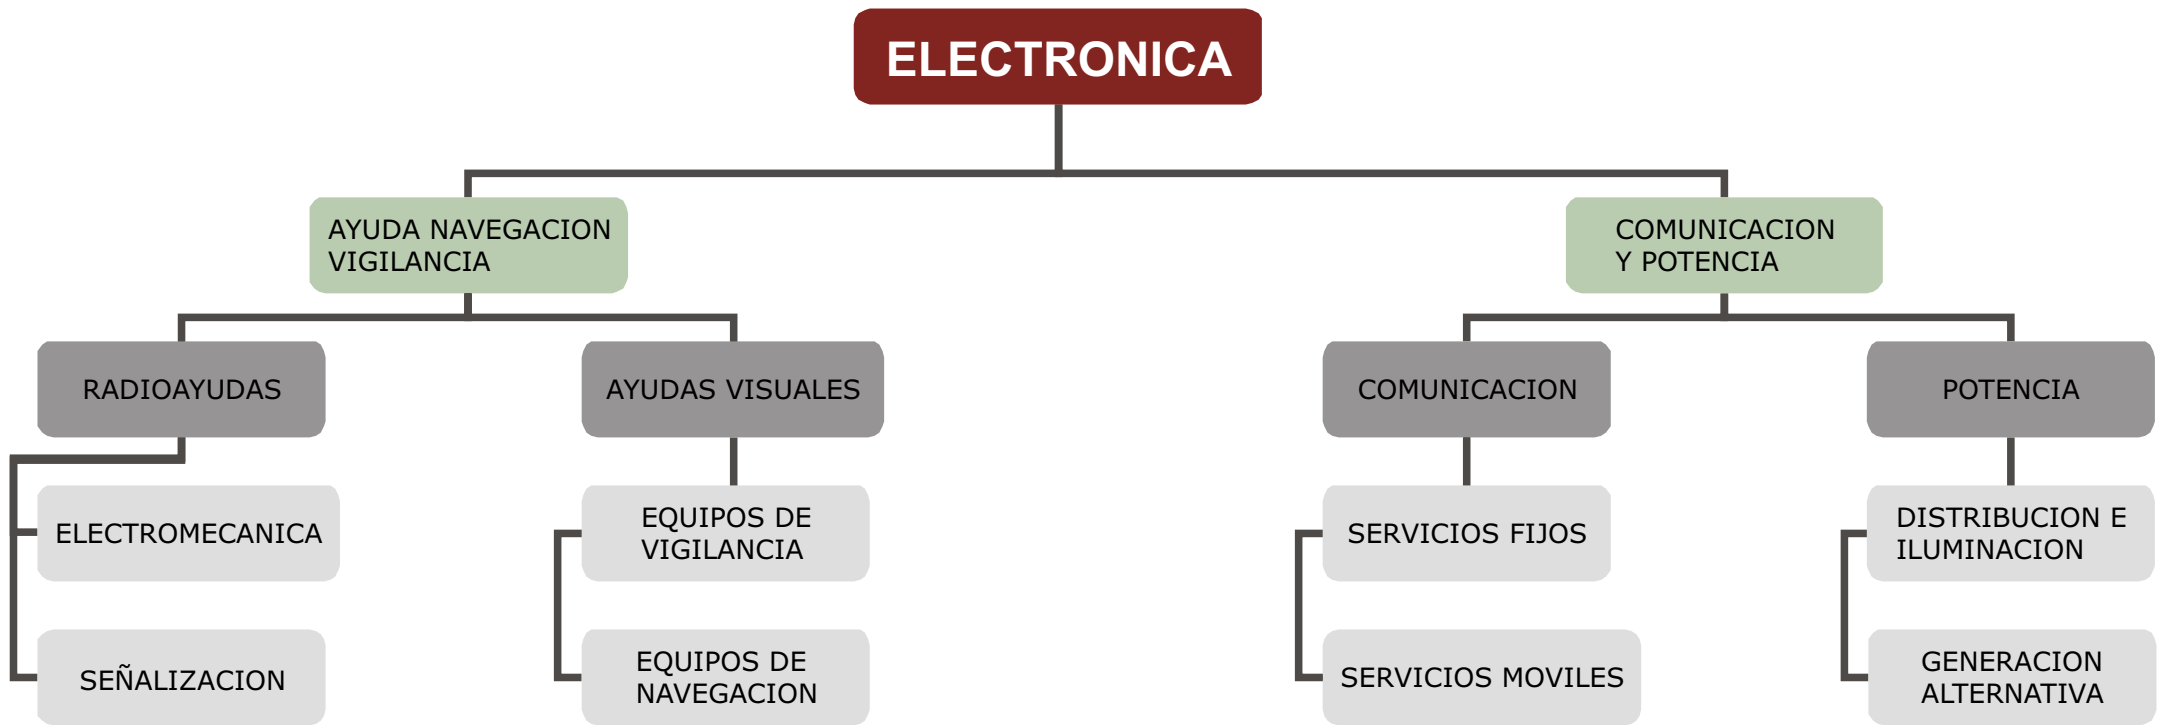 ELECTRONICA
AYUDA NAVEGACION
VIGILANCIA
COMUNICACION
Y POTENCIA
RADIOAYUDAS
AYUDAS VISUALES
COMUNICACION
POTENCIA
ELECTROMECANICA
EQUIPOS DE
VIGILANCIA
SERVICIOS FIJOS
DISTRIBUCION E
ILUMINACION
SEÑALIZACION
EQUIPOS DE
NAVEGACION
SERVICIOS MOVILES
GENERACION
ALTERNATIVA